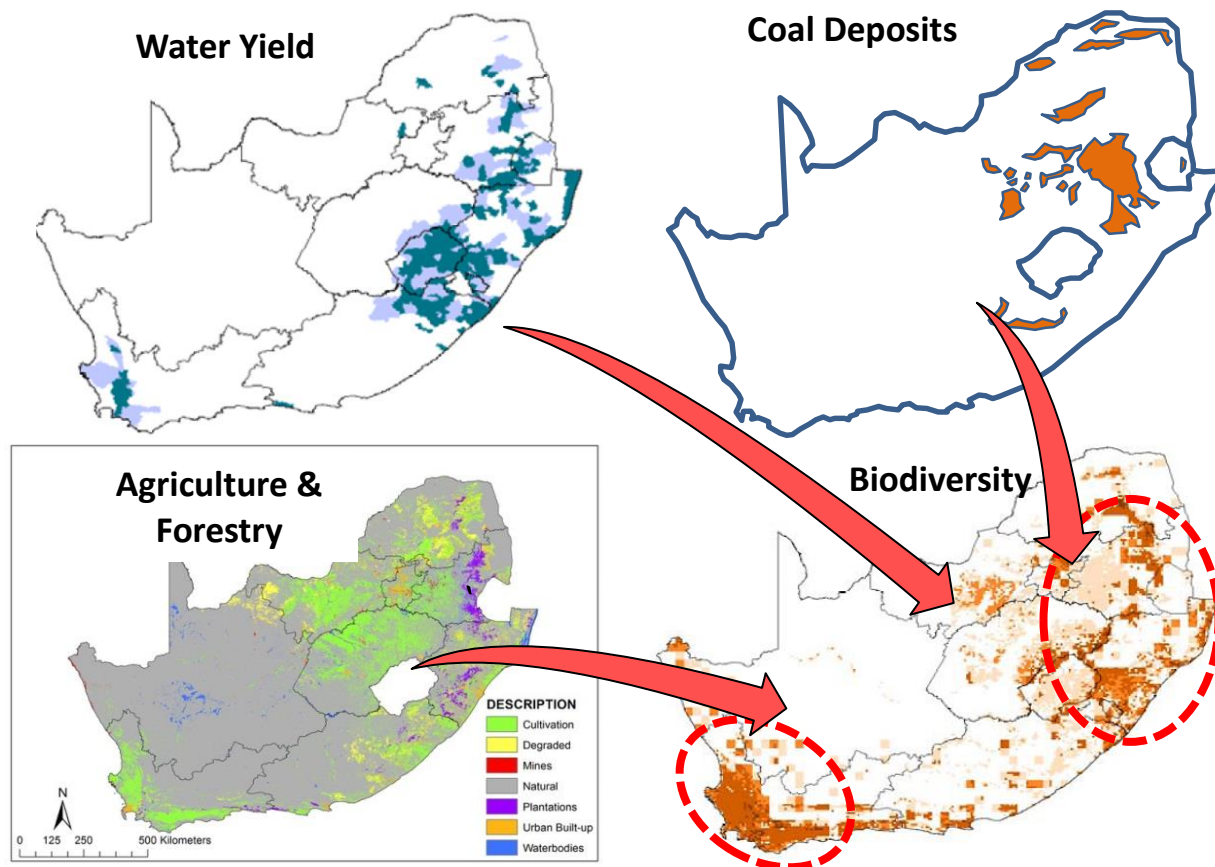 Water Yield
Coal Deposits
Agriculture &
Forestry
Biodiversity
DESCRIPTION
Cultivation
Degraded
Mines
Natural
Plantations
Urban Built-up
Waterbodies
N
0 125 250 500 Kilometers